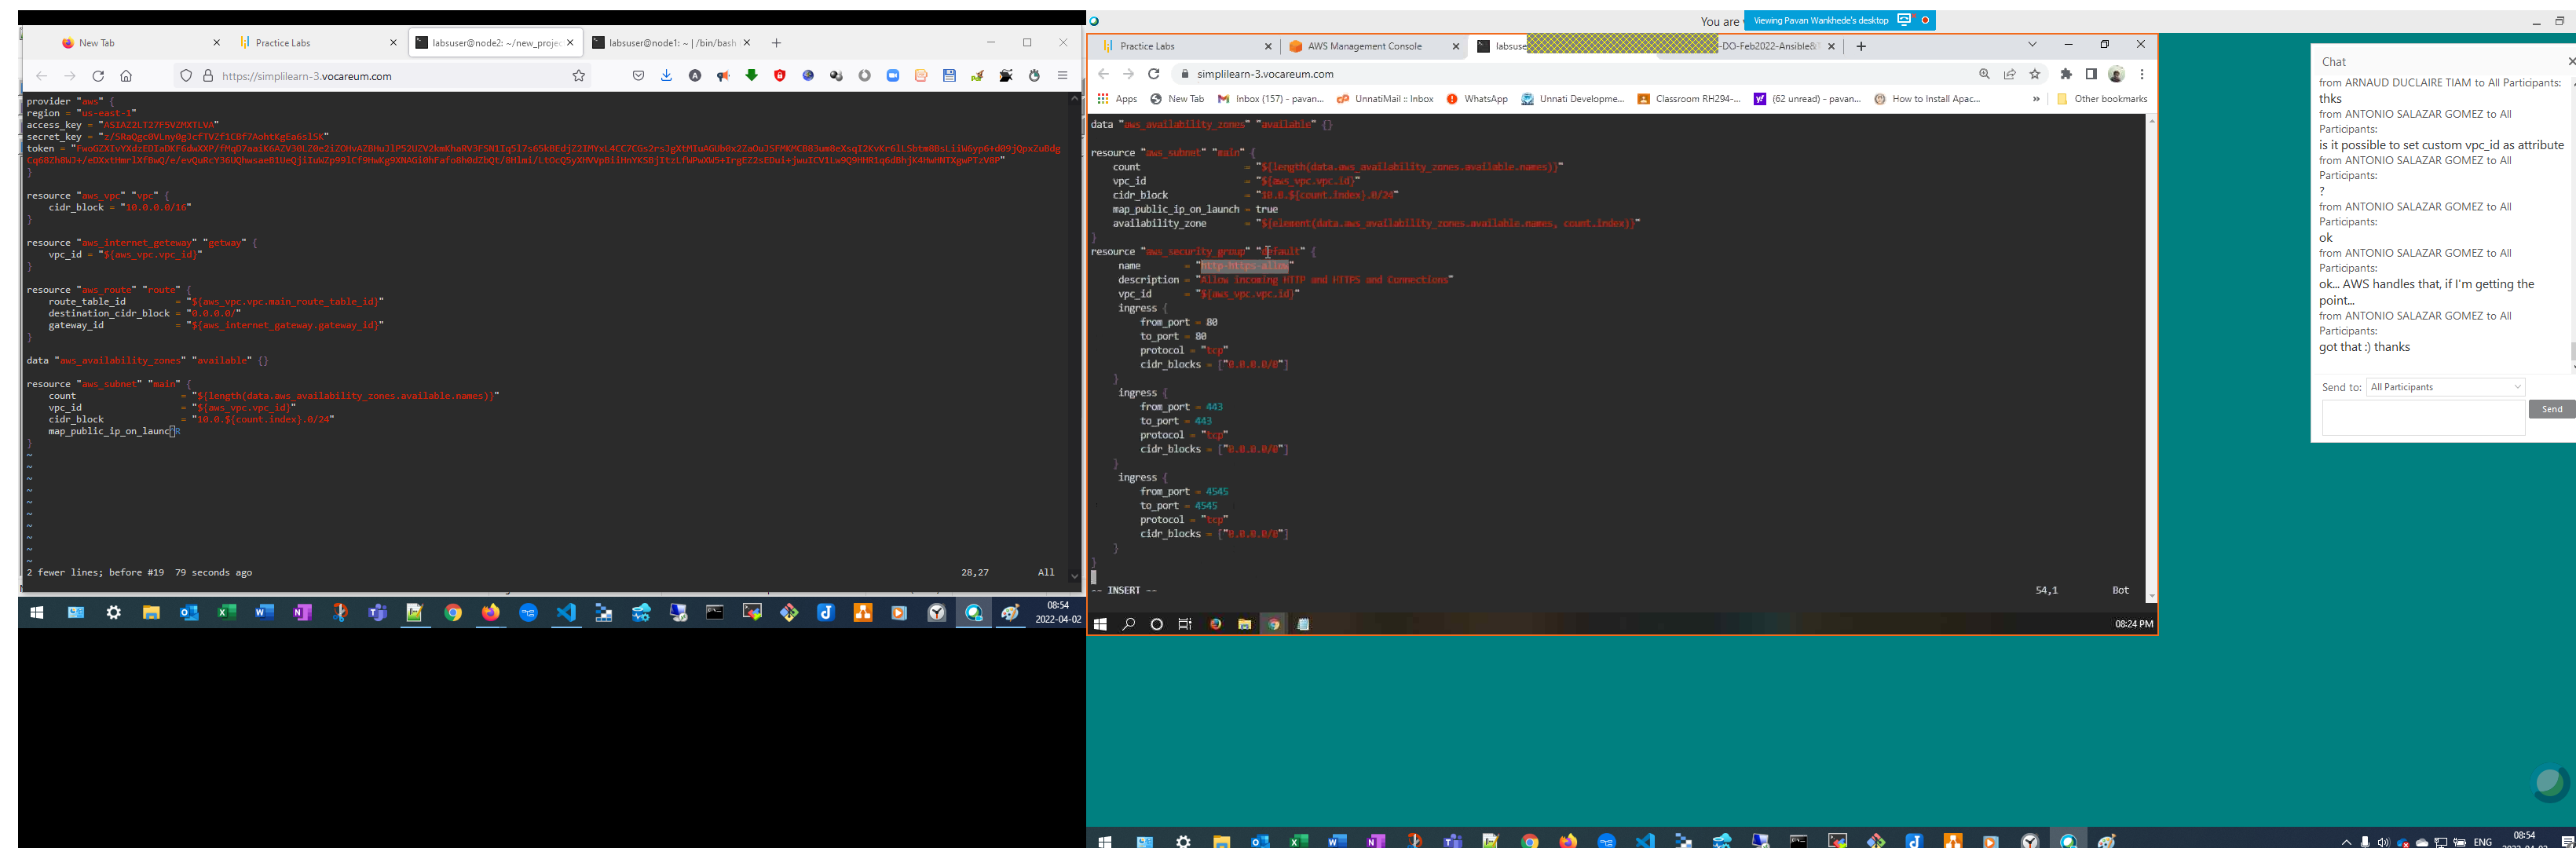 New Tab
Practice Labs
labsuser@node2: ~/new_projec
labsuser@node1: ~ | /bin/bash
https://simplilearn-3.vocareum.com
provider "aws" {
region = "us-east-1"
access_key =
secret_key =
token =
}
resource "aws_vpc" "vpc" {
cidr_block = "10.0.0.0/16"
}
resource "aws_internet_geteway" "getway" {
vpc_id = "${aws_vpc.vpc_id}"
}
resource "aws_route" "route" {
route_table_id = "${aws_vpc.vpc.main_route_table_id}"
destination_cidr_block = "0.0.0.0/"
gateway_id = "${aws_internet_gateway.gateway_id}"
}
data "aws_availability_zones" "available" {}
resource "aws_subnet" "main" {
count = "${length(data.aws_availability_zones.available.names)}"
vpc_id = "${aws_vpc.vpc_id}"
cidr_block = "10.0.${count.index}.0/24"
map_public_ip_on_launc
}
~
~
~
~
~
~
~
~
~
~
2 fewer lines; before #19 79 seconds ago
28,27
All
08:54
2022-04-02
You are
Viewing Pavan Wankhede's desktop
Practice Labs
AWS Management Console
labsuse
-DO-Feb2022-Ansible&
simplilearn-3.vocareum.com
Apps
New Tab
Inbox (157) - pavan...
UnnatiMail :: Inbox
WhatsApp
Unnati Developme...
Classroom RH294-...
(62 unread) - pavan...
How to Install Apac...
»
Other bookmarks
data "aws_availability_zones" "available" {}
resource "aws_subnet" "main" {
count = "${length(data.aws_availability_zones.available.names)}"
vpc_id = "${aws_vpc.vpc.id}"
cidr_block = "10.0.${count.index}.0/24"
map_public_ip_on_launch = true
availability_zone = "${element(data.aws_availability_zones.available.names, count.index)}"
}
resource "aws_security_group" "default" {
name = "http-https-allow"
description = "Allow incoming HTTP and HTTPS and Connections"
vpc_id = "${aws_vpc.vpc.id}"
ingress {
from_port = 80
to_port = 80
protocol = "tcp"
cidr_blocks = ["0.0.0.0/0"]
}
ingress {
from_port = 443
to_port = 443
protocol = "tcp"
cidr_blocks = ["0.0.0.0/0"]
}
ingress {
from_port = 4545
to_port = 4545
protocol = "tcp"
cidr_blocks = ["0.0.0.0/0"]
}
}
-- INSERT --
54,1
Bot
08:24 PM
Chat
from ARNAUD DUCLAIRE TIAM to All Participants:
thks
from ANTONIO SALAZAR GOMEZ to All
Participants:
is it possible to set custom vpc_id as attribute
from ANTONIO SALAZAR GOMEZ to All
Participants:
?
from ANTONIO SALAZAR GOMEZ to All
Participants:
ok
from ANTONIO SALAZAR GOMEZ to All
Participants:
ok... AWS handles that, if I'm getting the
point...
from ANTONIO SALAZAR GOMEZ to All
Participants:
got that :) thanks
Send to:
All Participants
Send
ENG
08:54